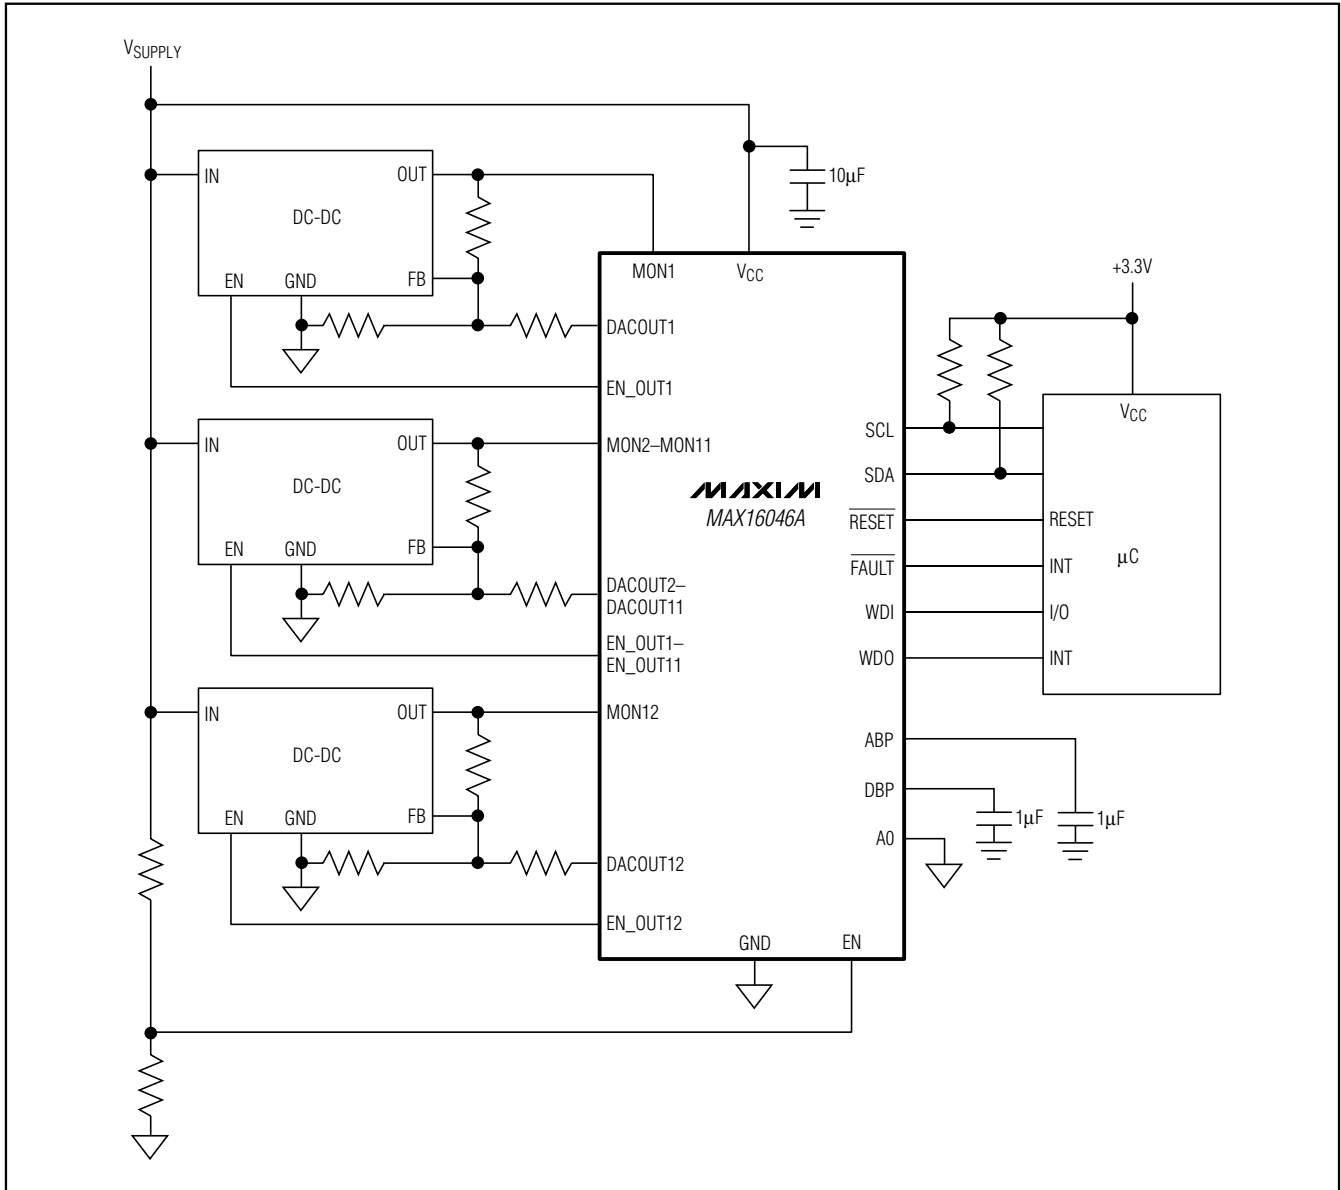 VSUPPLY
IN
OUT
DC-DC
EN
GND
FB
10µF
MON1
VCC
DACOUT1
EN_OUT1
+3.3V
IN
OUT
DC-DC
EN
GND
FB
MON2–MON11
DACOUT2–
DACOUT11
EN_OUT1–
EN_OUT11
MAXIM
MAX16046A
SCL
SDA
RESET
FAULT
WDI
WDO
VCC
RESET
µC
INT
I/O
INT
IN
OUT
DC-DC
EN
GND
FB
MON12
DACOUT12
EN_OUT12
ABP
DBP
A0
1µF
1µF
GND
EN